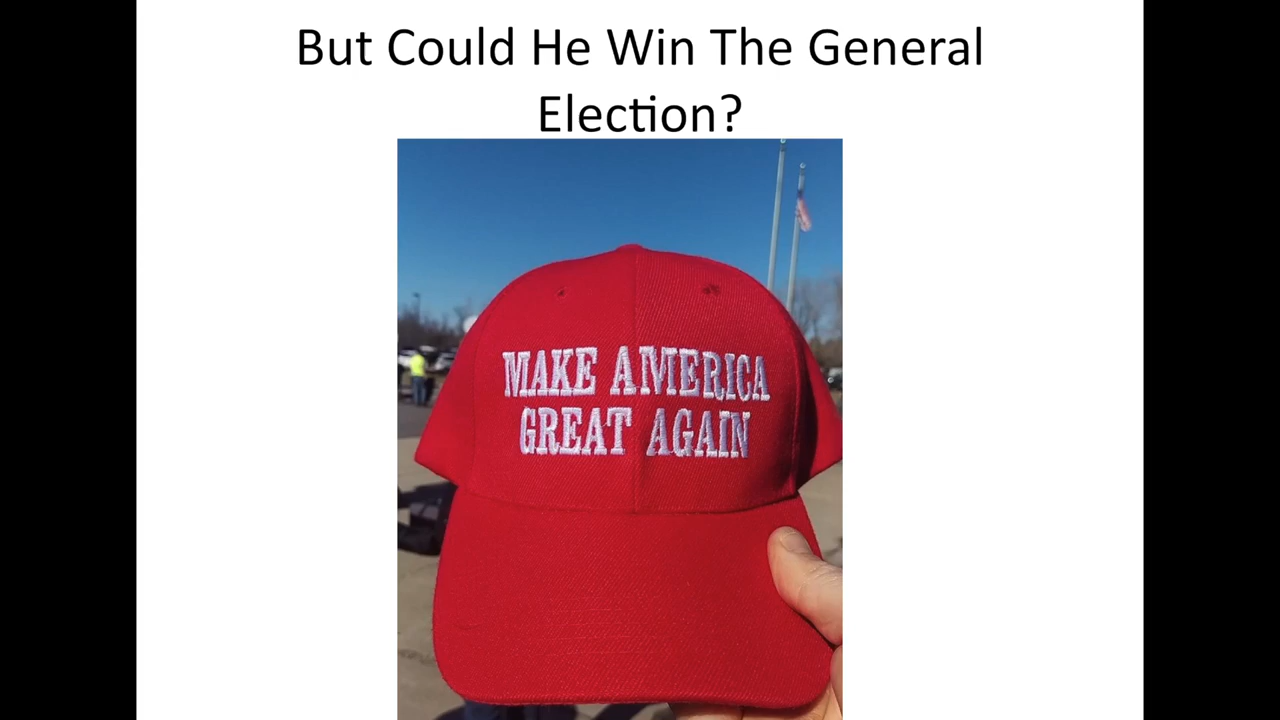 But Could He Win The General
Election?
MAKE AMERICA
GREAT AGAIN